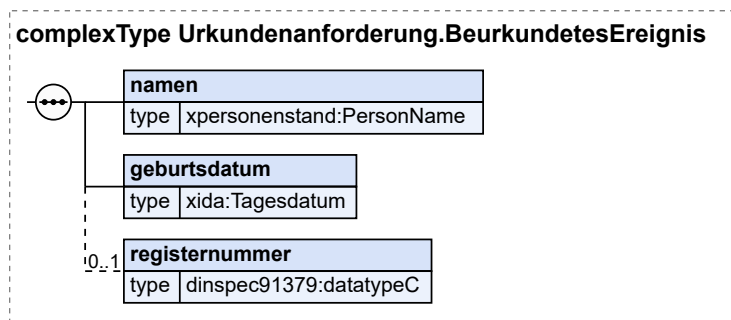 complexType Urkundenanforderung.BeurkundetesEreignis
namen
type xpersonenstand:PersonName
geburtsdatum
type xida:Tagesdatum
0..1
registernummer
type dinspec91379:datatypeC